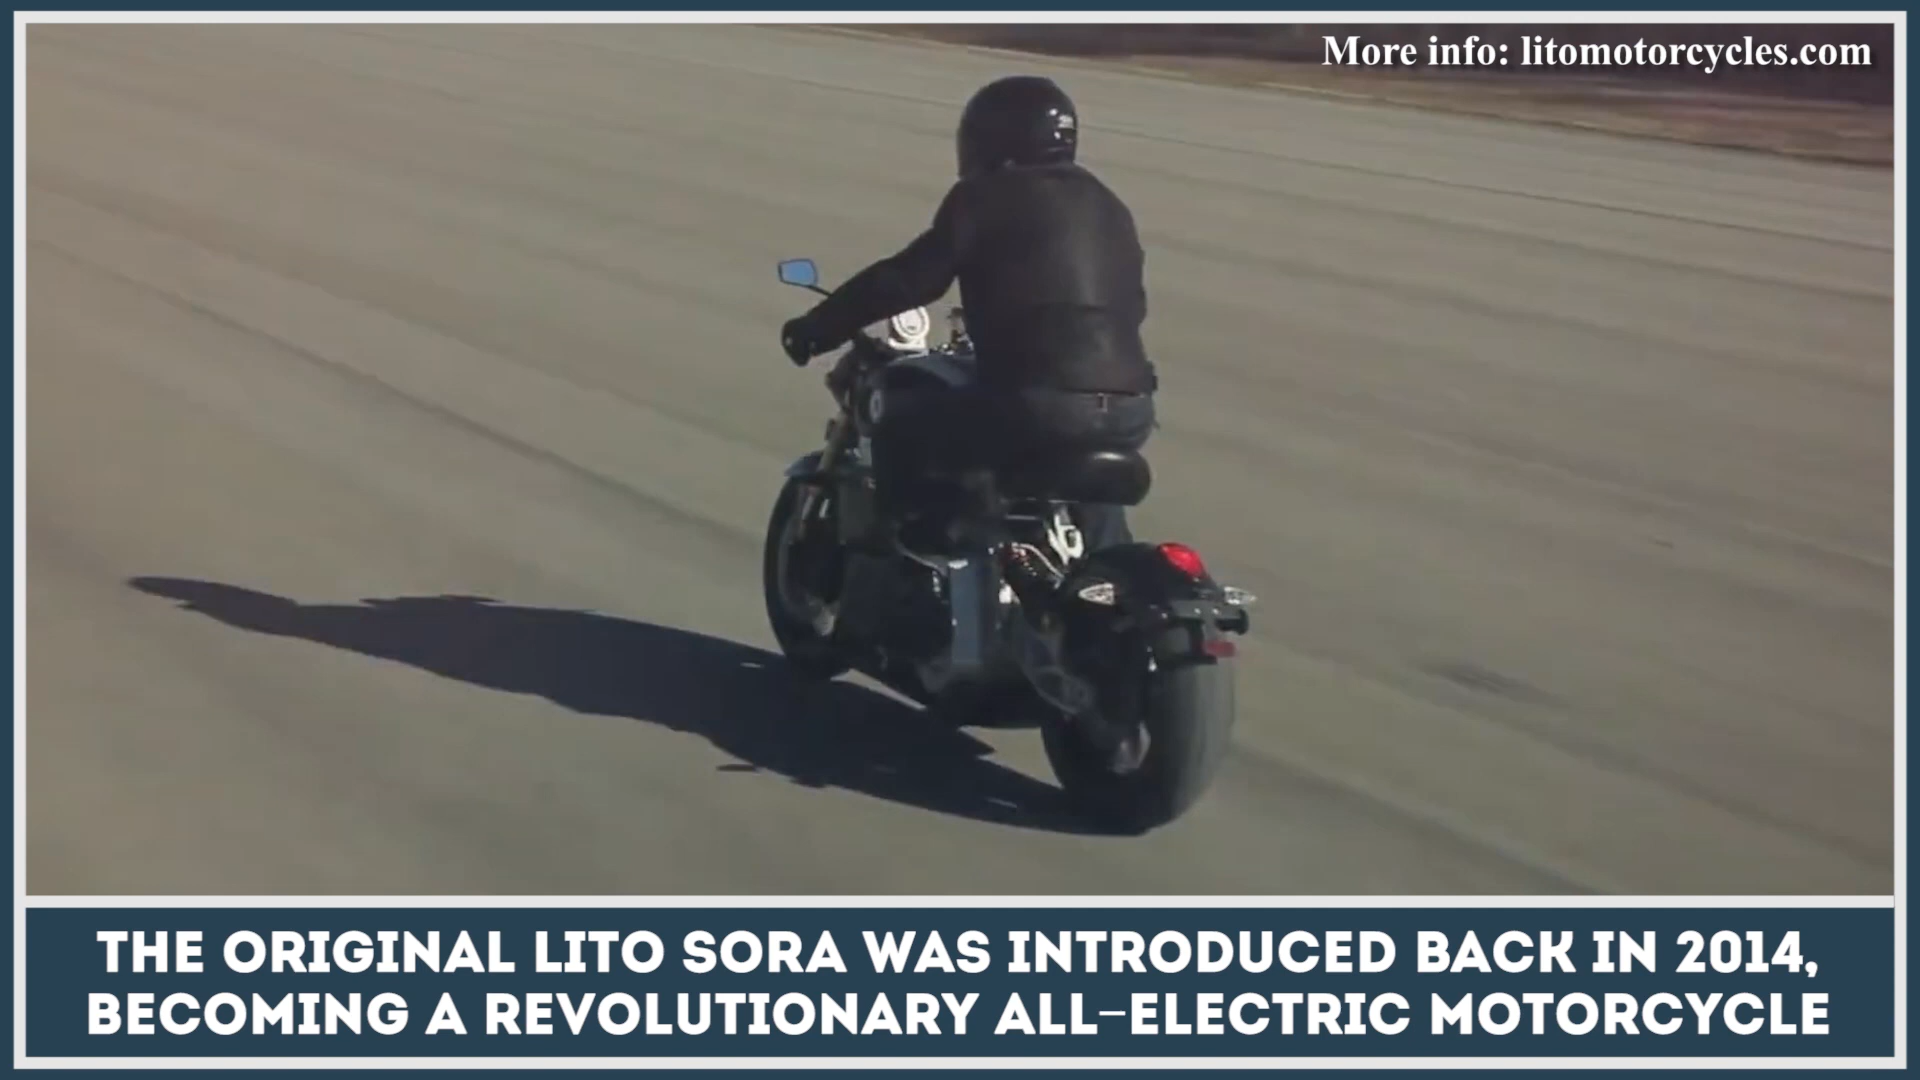 More info: litomotorcycles.com
THE ORIGINAL LITO SORA WAS INTRODUCED BACK IN 2014,
BECOMING A REVOLUTIONARY ALL-ELECTRIC MOTORCYCLE